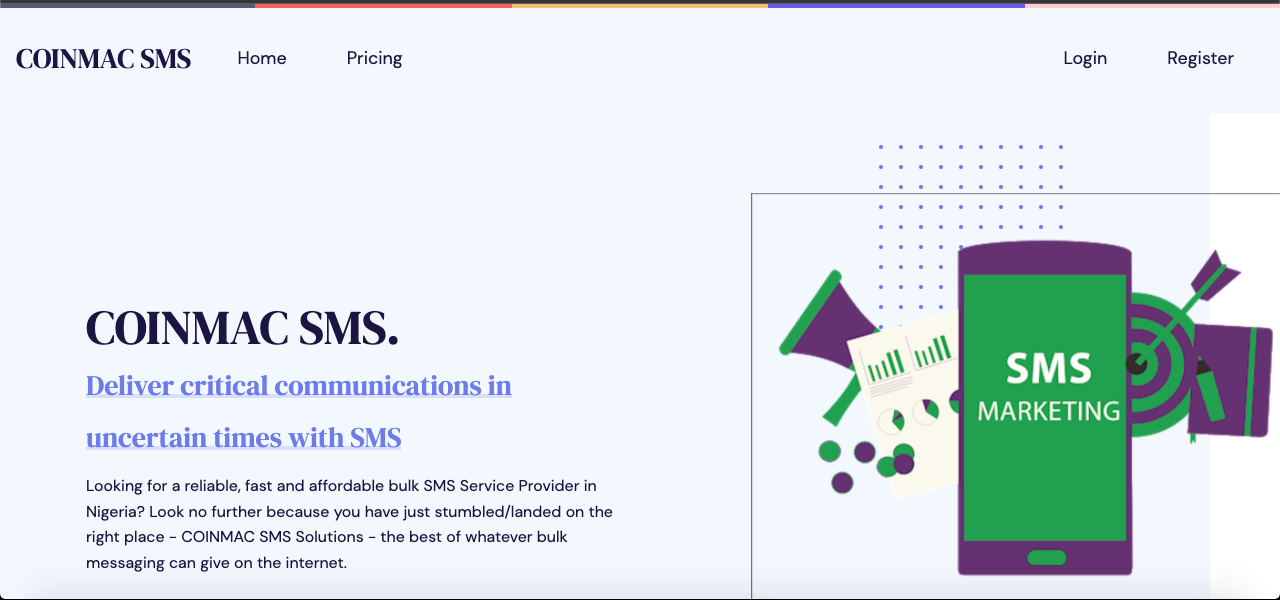 COINMAC SMS
Home
Pricing
Login
Register
COINMAC SMS.
Deliver critical communications in
uncertain times with SMS
Looking for a reliable, fast and affordable bulk SMS Service Provider in
Nigeria? Look no further because you have just stumbled/landed on the
right place - COINMAC SMS Solutions - the best of whatever bulk
messaging can give on the internet.
SMS
MARKETING